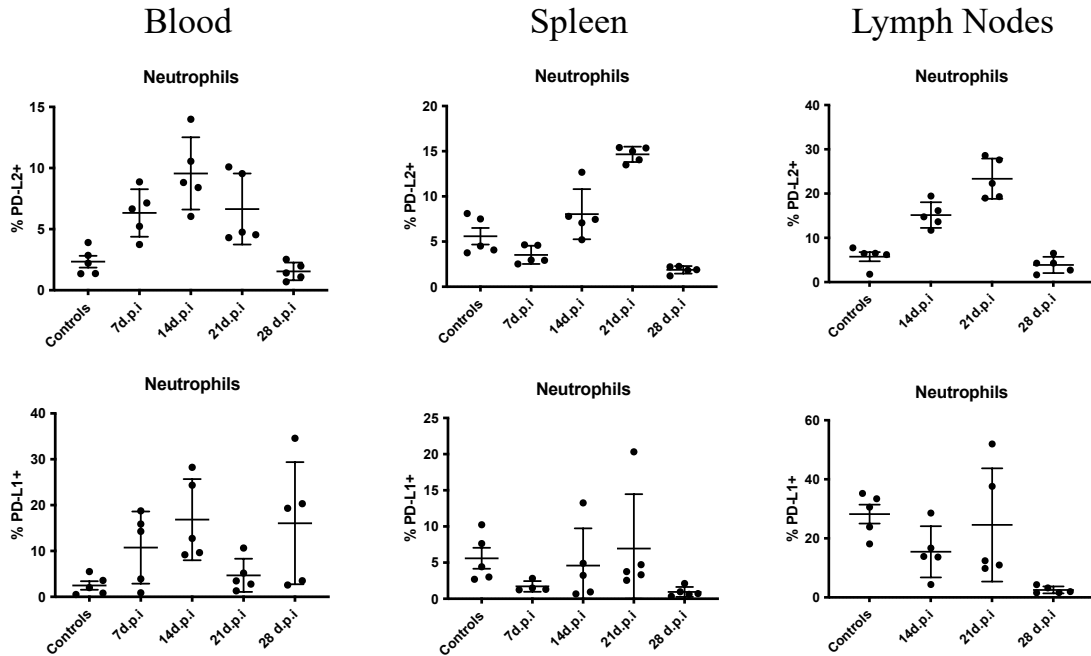 Blood
Spleen
Lymph Nodes
Neutrophils
% PD-L2+
15
10
5
0
Controls
7d.p.i
14d.p.i
21d.p.i
28 d.p.i
Neutrophils
% PD-L2+
20
15
10
5
0
Controls
7d.p.i
14d.p.i
21d.p.i
28 d.p.i
Neutrophils
% PD-L2+
40
30
20
10
0
Controls
14d.p.i
21d.p.i
28 d.p.i
Neutrophils
% PD-L1+
40
30
20
10
0
Controls
7d.p.i
14d.p.i
21d.p.i
28 d.p.i
Neutrophils
% PD-L1+
25
20
15
10
5
0
Controls
7d.p.i
14d.p.i
21d.p.i
28 d.p.i
Neutrophils
% PD-L1+
60
40
20
0
Controls
14d.p.i
21d.p.i
28 d.p.i